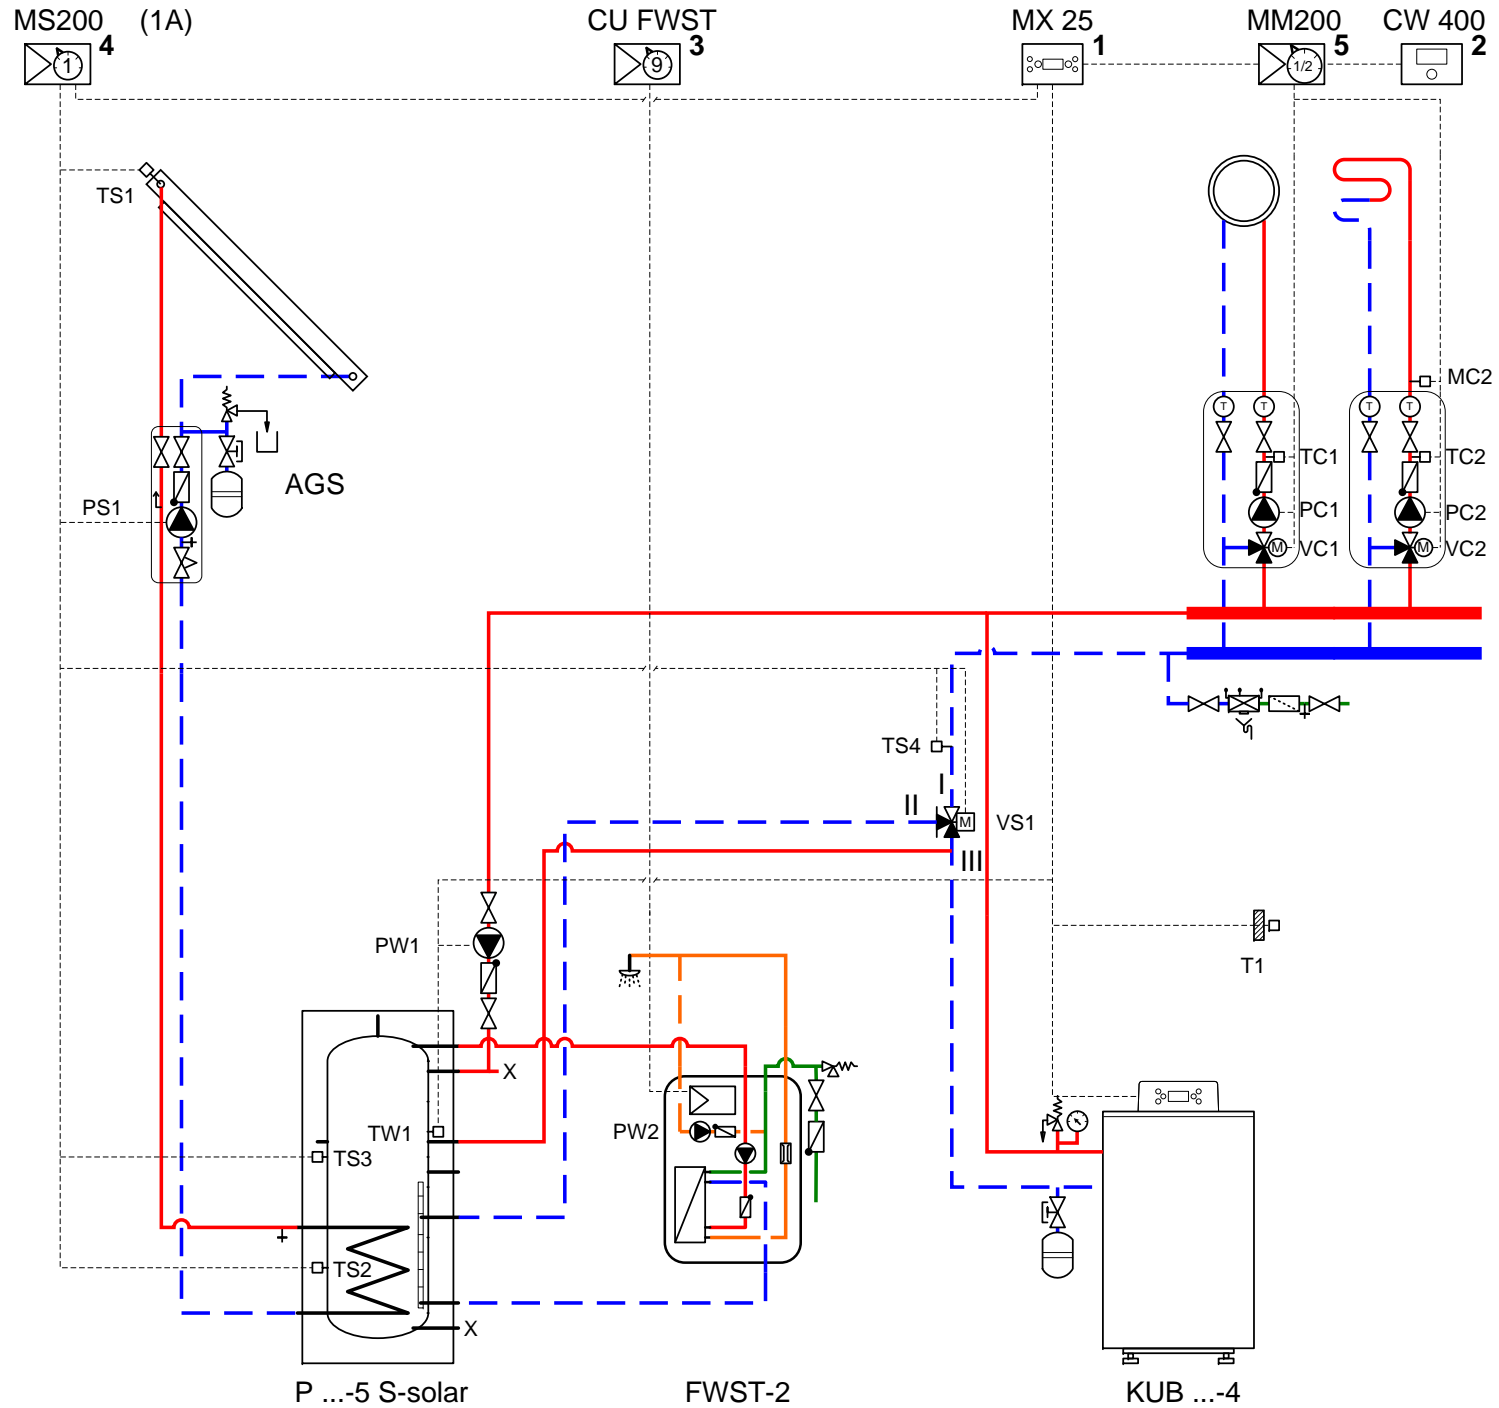 MS200 (1A) CU FWST MX 25 MM200 CW 400
4 3 1 5 2
1 9 1/2
TS1
MC2
T T T T
TC1 TC2
AGS
PS1
PC1 PC2
M VC1 M VC2
TS4
I
II
M VS1
III
PW1
T1
X
TW1 PW2
TS3
TS2
X
P ...-5 S-solar FWST-2 KUB ...-4